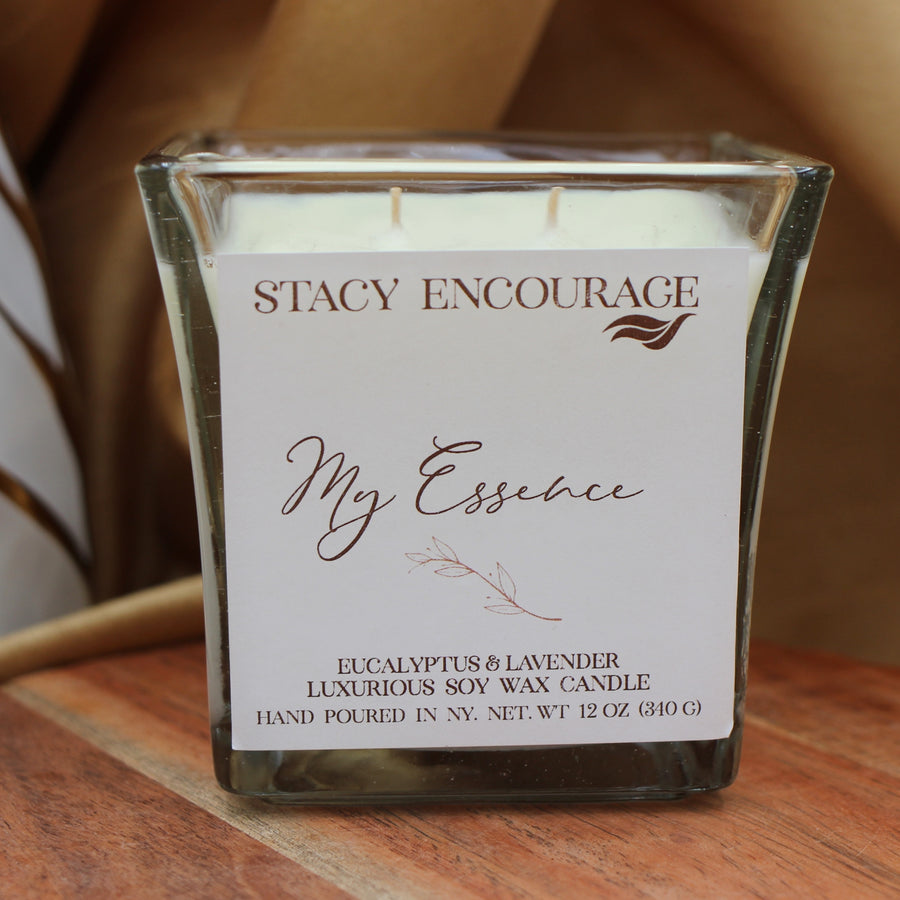 STACY ENCOURAGE
My Essence
EUCALYPTUS & LAVENDER
LUXURIOUS SOY WAX CANDLE
HAND POURED IN NY. NET. WT 12 OZ (340 G)